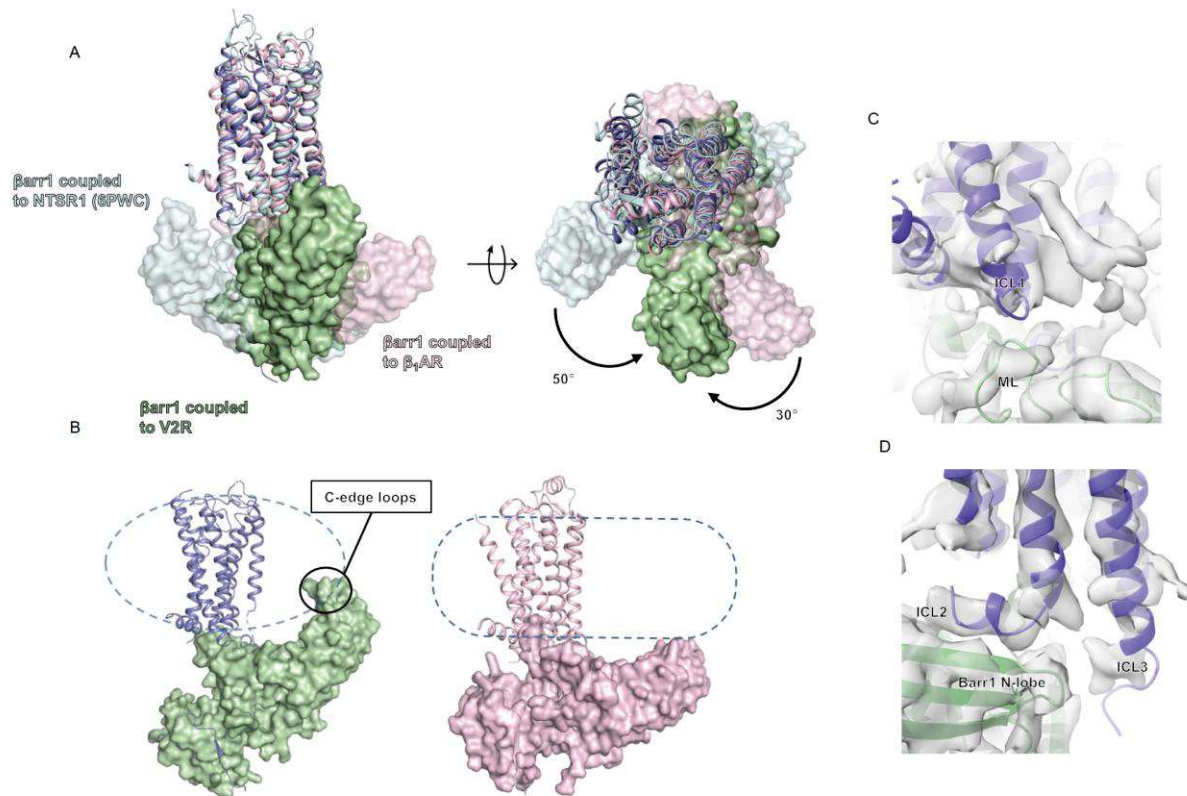 A
βarr1 coupled
to NTSR1 (6PWC)
βarr1 coupled
to β₁AR
50°
30°
βarr1 coupled
to V2R
B
C-edge loops
C
ICL1
ML
D
ICL2
Barr1 N-lobe
ICL3